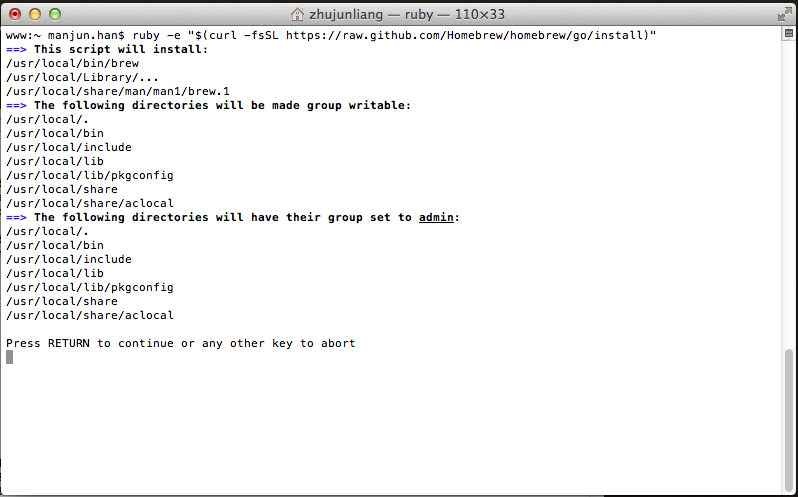 zhujunliang — ruby — 110×33
www:~ manjun.han$ ruby -e "$(curl -fsSL https://raw.github.com/Homebrew/homebrew/go/install)"
==> This script will install:
/usr/local/bin/brew
/usr/local/Library/...
/usr/local/share/man/man1/brew.1
==> The following directories will be made group writable:
/usr/local/.
/usr/local/bin
/usr/local/include
/usr/local/lib
/usr/local/lib/pkgconfig
/usr/local/share
/usr/local/share/aclocal
==> The following directories will have their group set to admin:
/usr/local/.
/usr/local/bin
/usr/local/include
/usr/local/lib
/usr/local/lib/pkgconfig
/usr/local/share
/usr/local/share/aclocal
Press RETURN to continue or any other key to abort